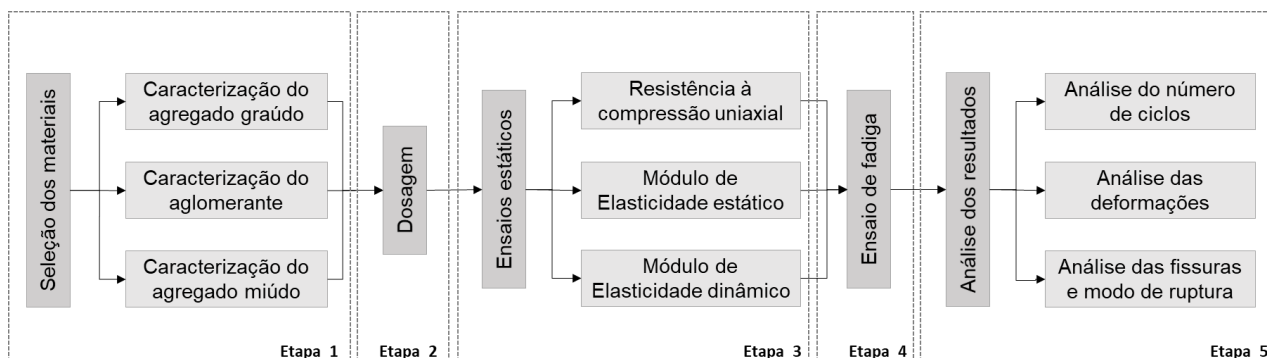 Seleção dos materiais
Caracterização do
agregado graúdo
Caracterização do
aglomerante
Caracterização do
agregado miúdo
Etapa 1
Dosagem
Etapa 2
Ensaios estáticos
Resistência à
compressão uniaxial
Módulo de
Elasticidade estático
Módulo de
Elasticidade dinâmico
Etapa 3
Ensaio de fadiga
Etapa 4
Análise dos resultados
Análise do número
de ciclos
Análise das
deformações
Análise das fissuras
e modo de ruptura
Etapa 5